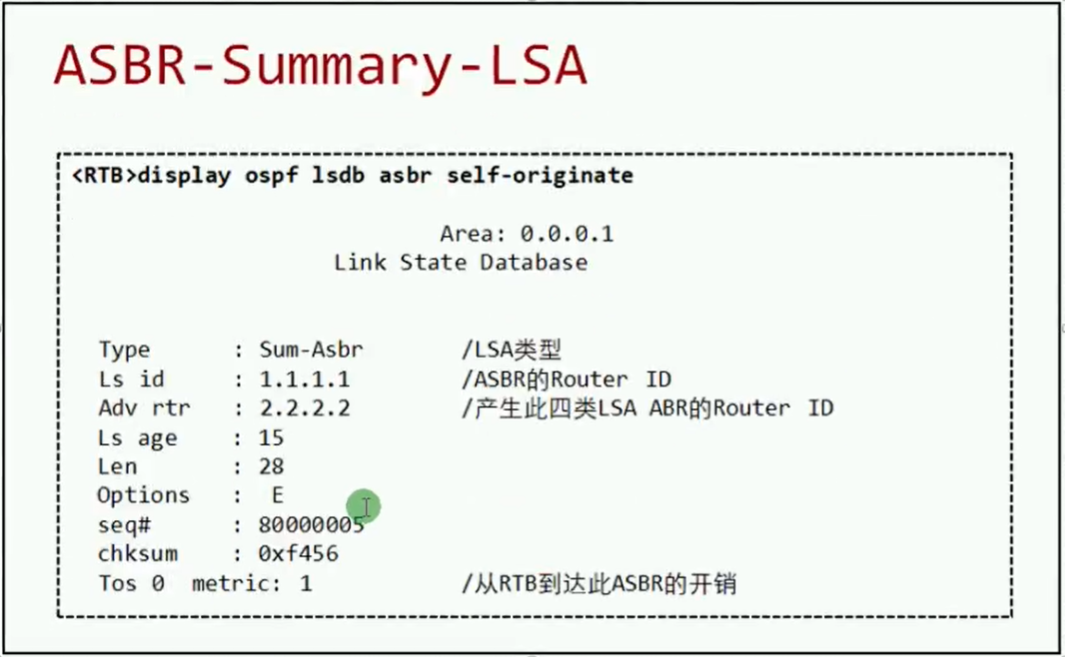 ASBR-Summary-LSA
<RTB>display ospf lsdb asbr self-originate
Area: 0.0.0.1
Link State Database
Type : Sum-Asbr /LSA类型
Ls id : 1.1.1.1 /ASBR的Router ID
Adv rtr : 2.2.2.2 /产生此四类LSA ABR的Router ID
Ls age : 15
Len : 28
Options : E
seq# : 80000005
chksum : 0xf456
Tos 0 metric: 1 /从RTB到达此ASBR的开销